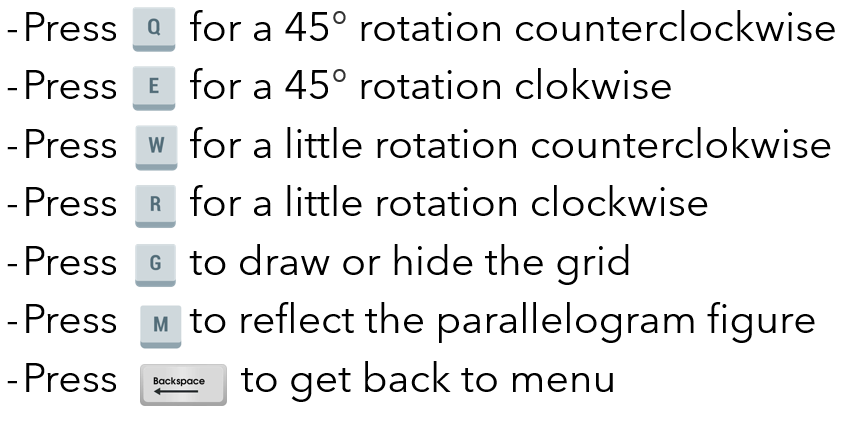 -Press Q for a 45° rotation counterclockwise
-Press E for a 45° rotation clokwise
-Press W for a little rotation counterclokwise
-Press R for a little rotation clockwise
-Press G to draw or hide the grid
-Press M to reflect the parallelogram figure
-Press Backspace to get back to menu